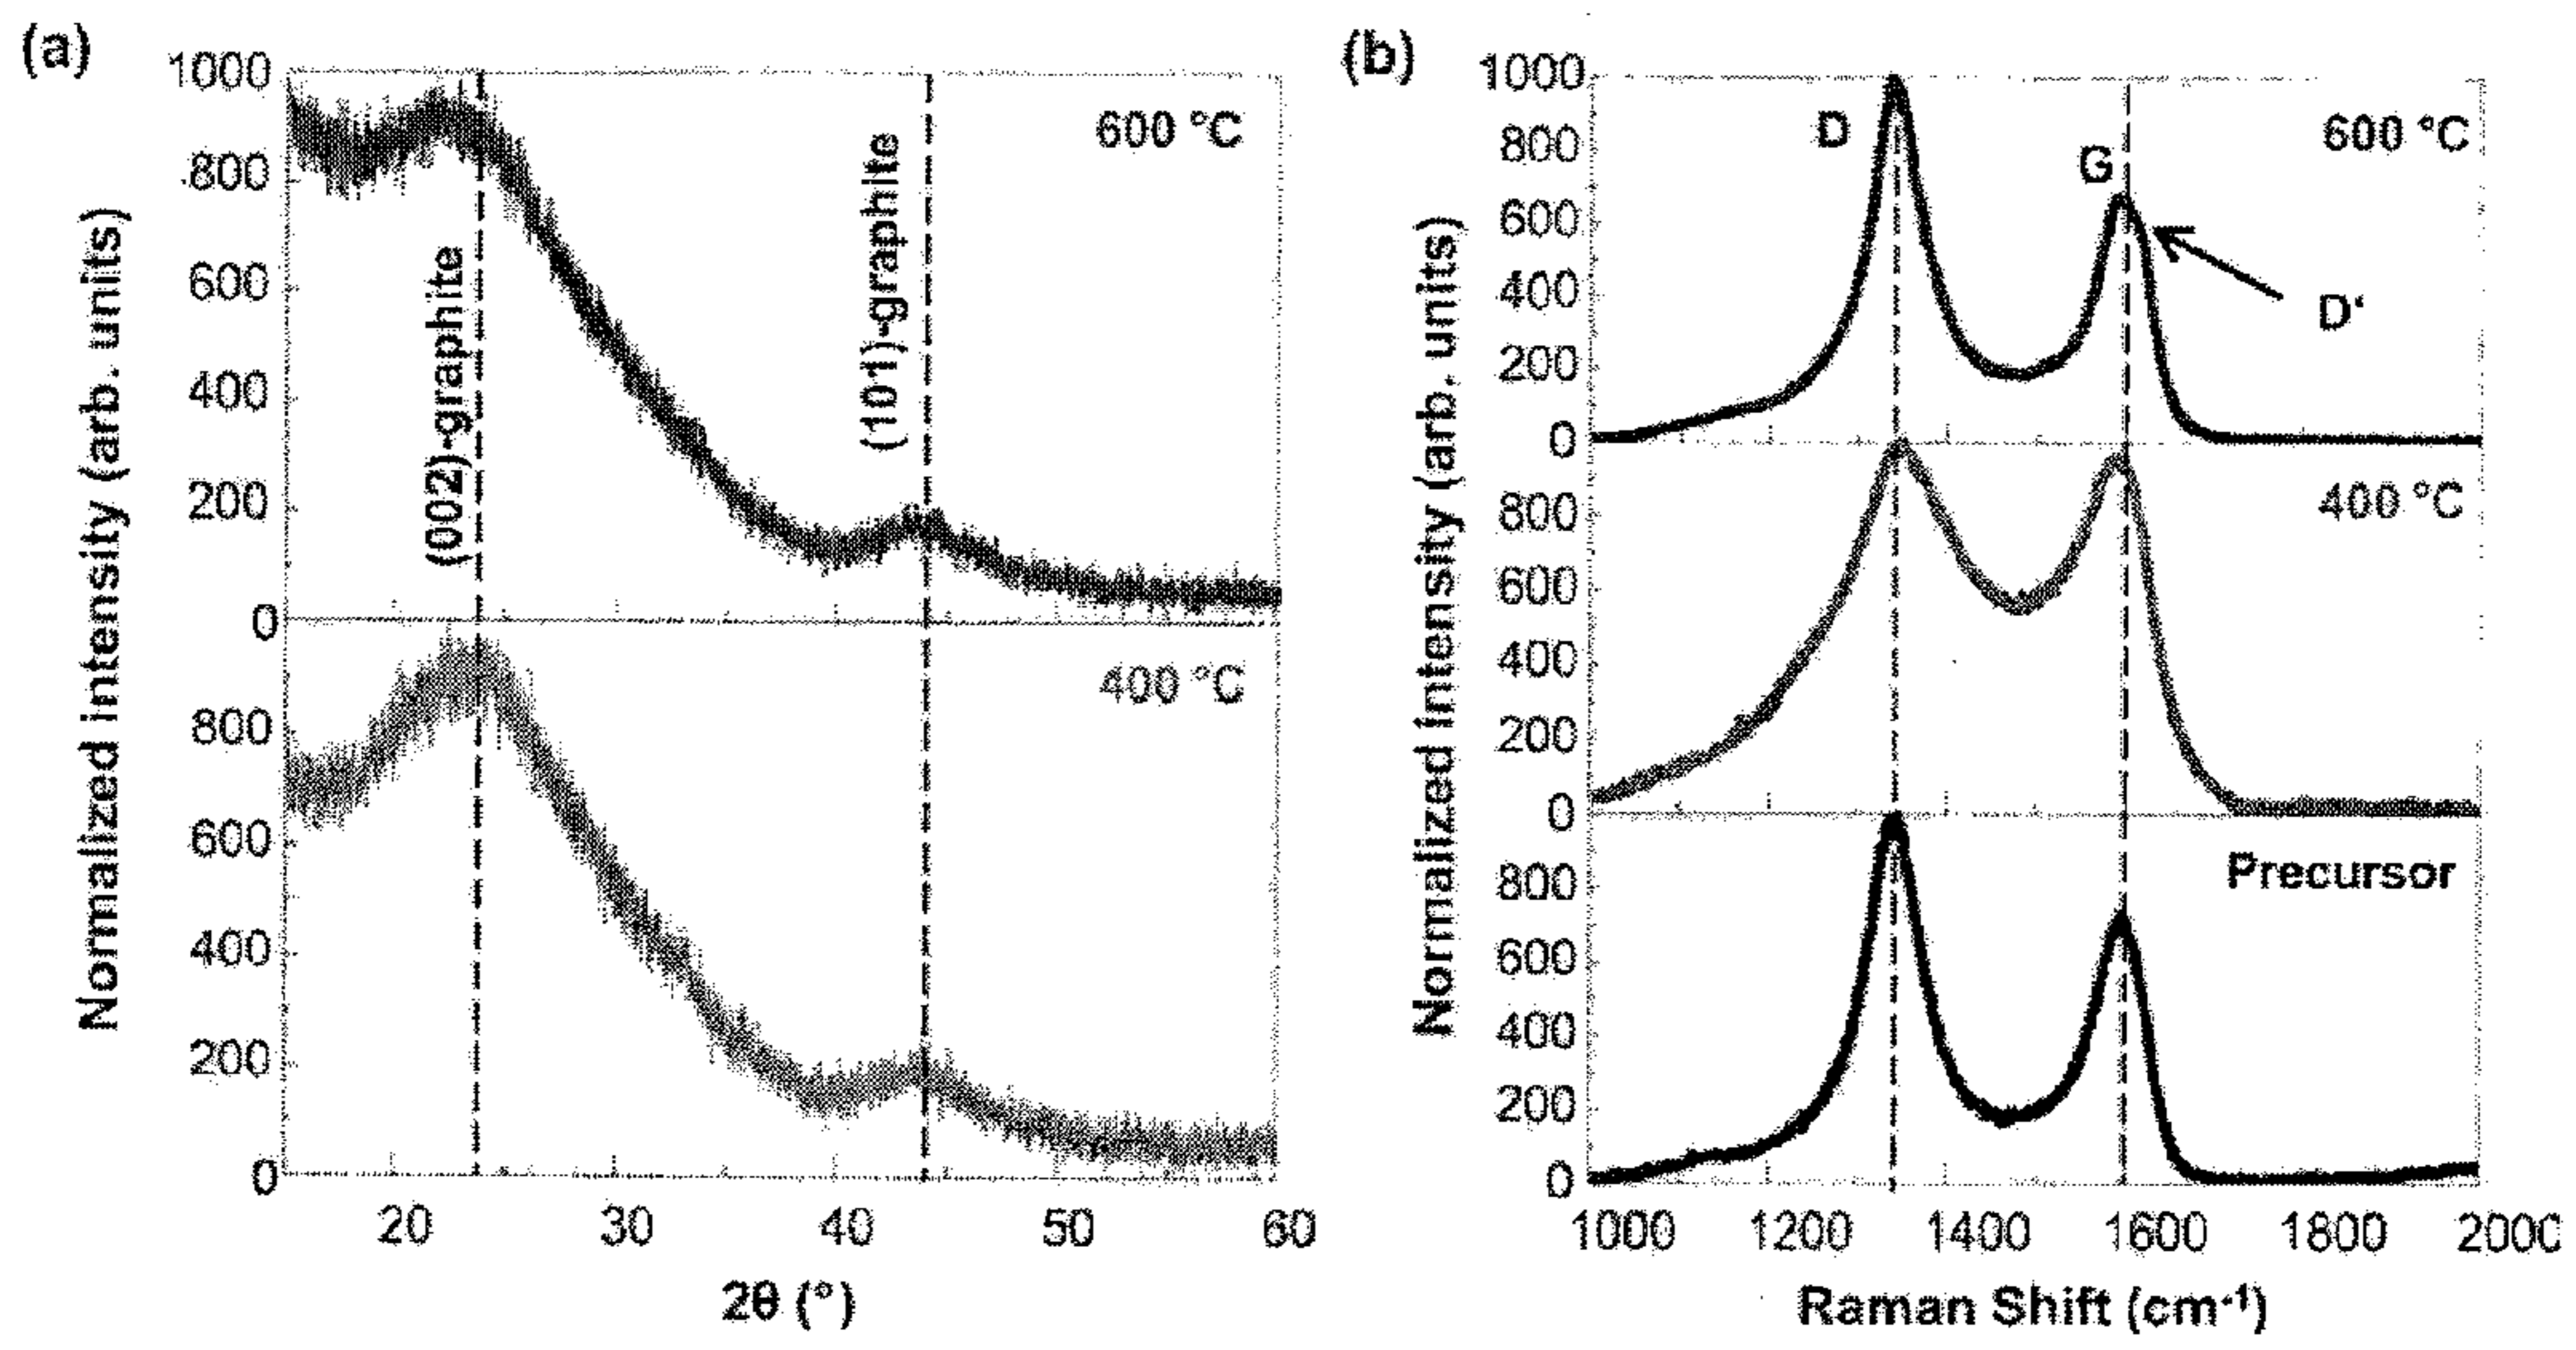 (a)
Normalized intensity (arb. units)
1000
800
600
400
200
0
800
600
400
200
0
(002)-graphite
(101)-graphite
600 °C
400 °C
20 30 40 50 60
2θ (°)
(b)
Normalized intensity (arb. units)
1000
800
600
400
200
0
800
600
400
200
0
800
600
400
200
0
D
G
D‘
600 °C
400 °C
Precursor
1000 1200 1400 1600 1800 2000
Raman Shift (cm-1)